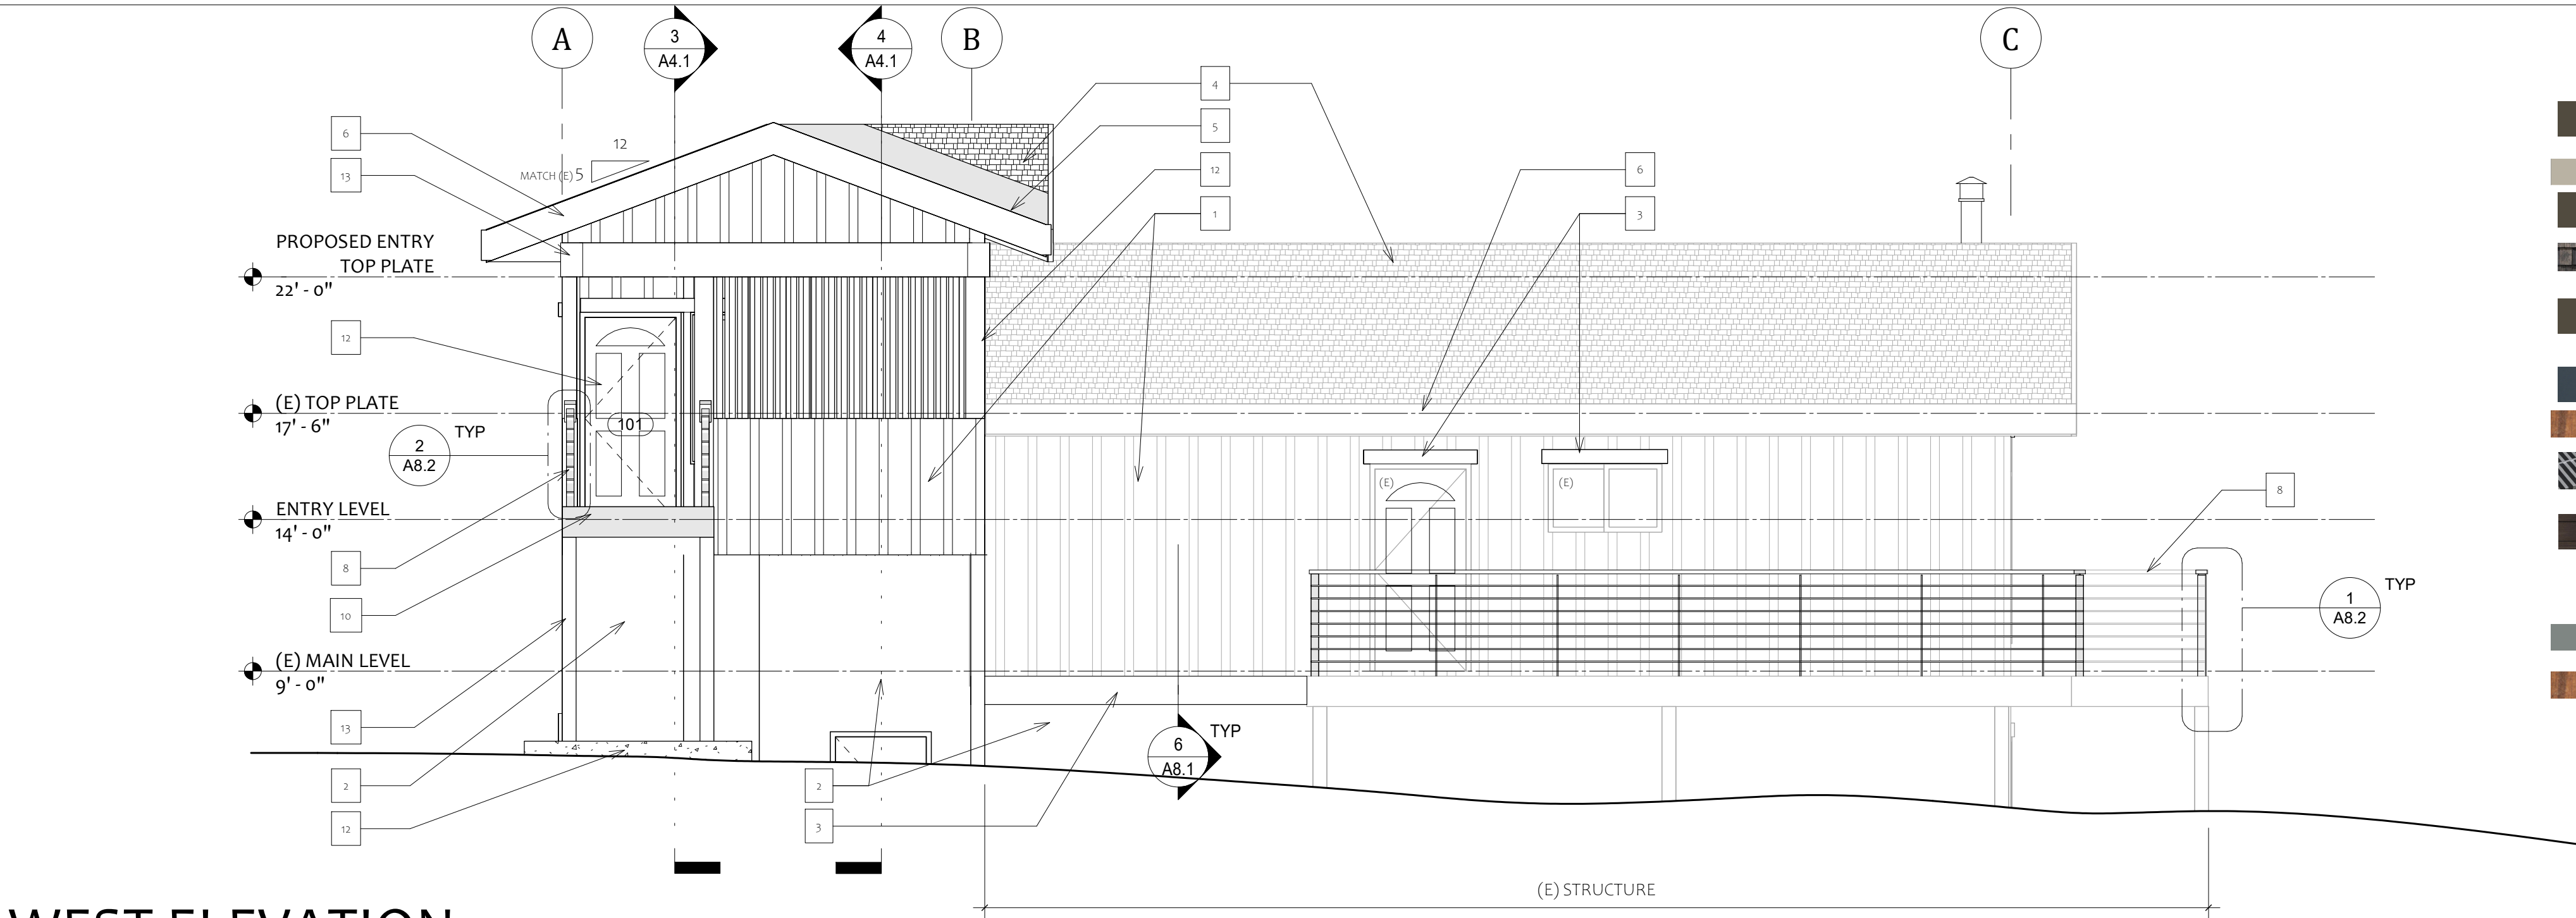 A
3
A4.1
4
A4.1
B
C
4
6
5
12
MATCH (E) 5
13
12
6
1
3
PROPOSED ENTRY
TOP PLATE
22' - 0"
12
(E) TOP PLATE
17' - 6"
101
TYP
2
A8.2
(E)
(E)
8
ENTRY LEVEL
14' - 0"
8
TYP
1
A8.2
10
(E) MAIN LEVEL
9' - 0"
13
TYP
6
A8.1
2
2
12
3
(E) STRUCTURE
WEST ELEVATION